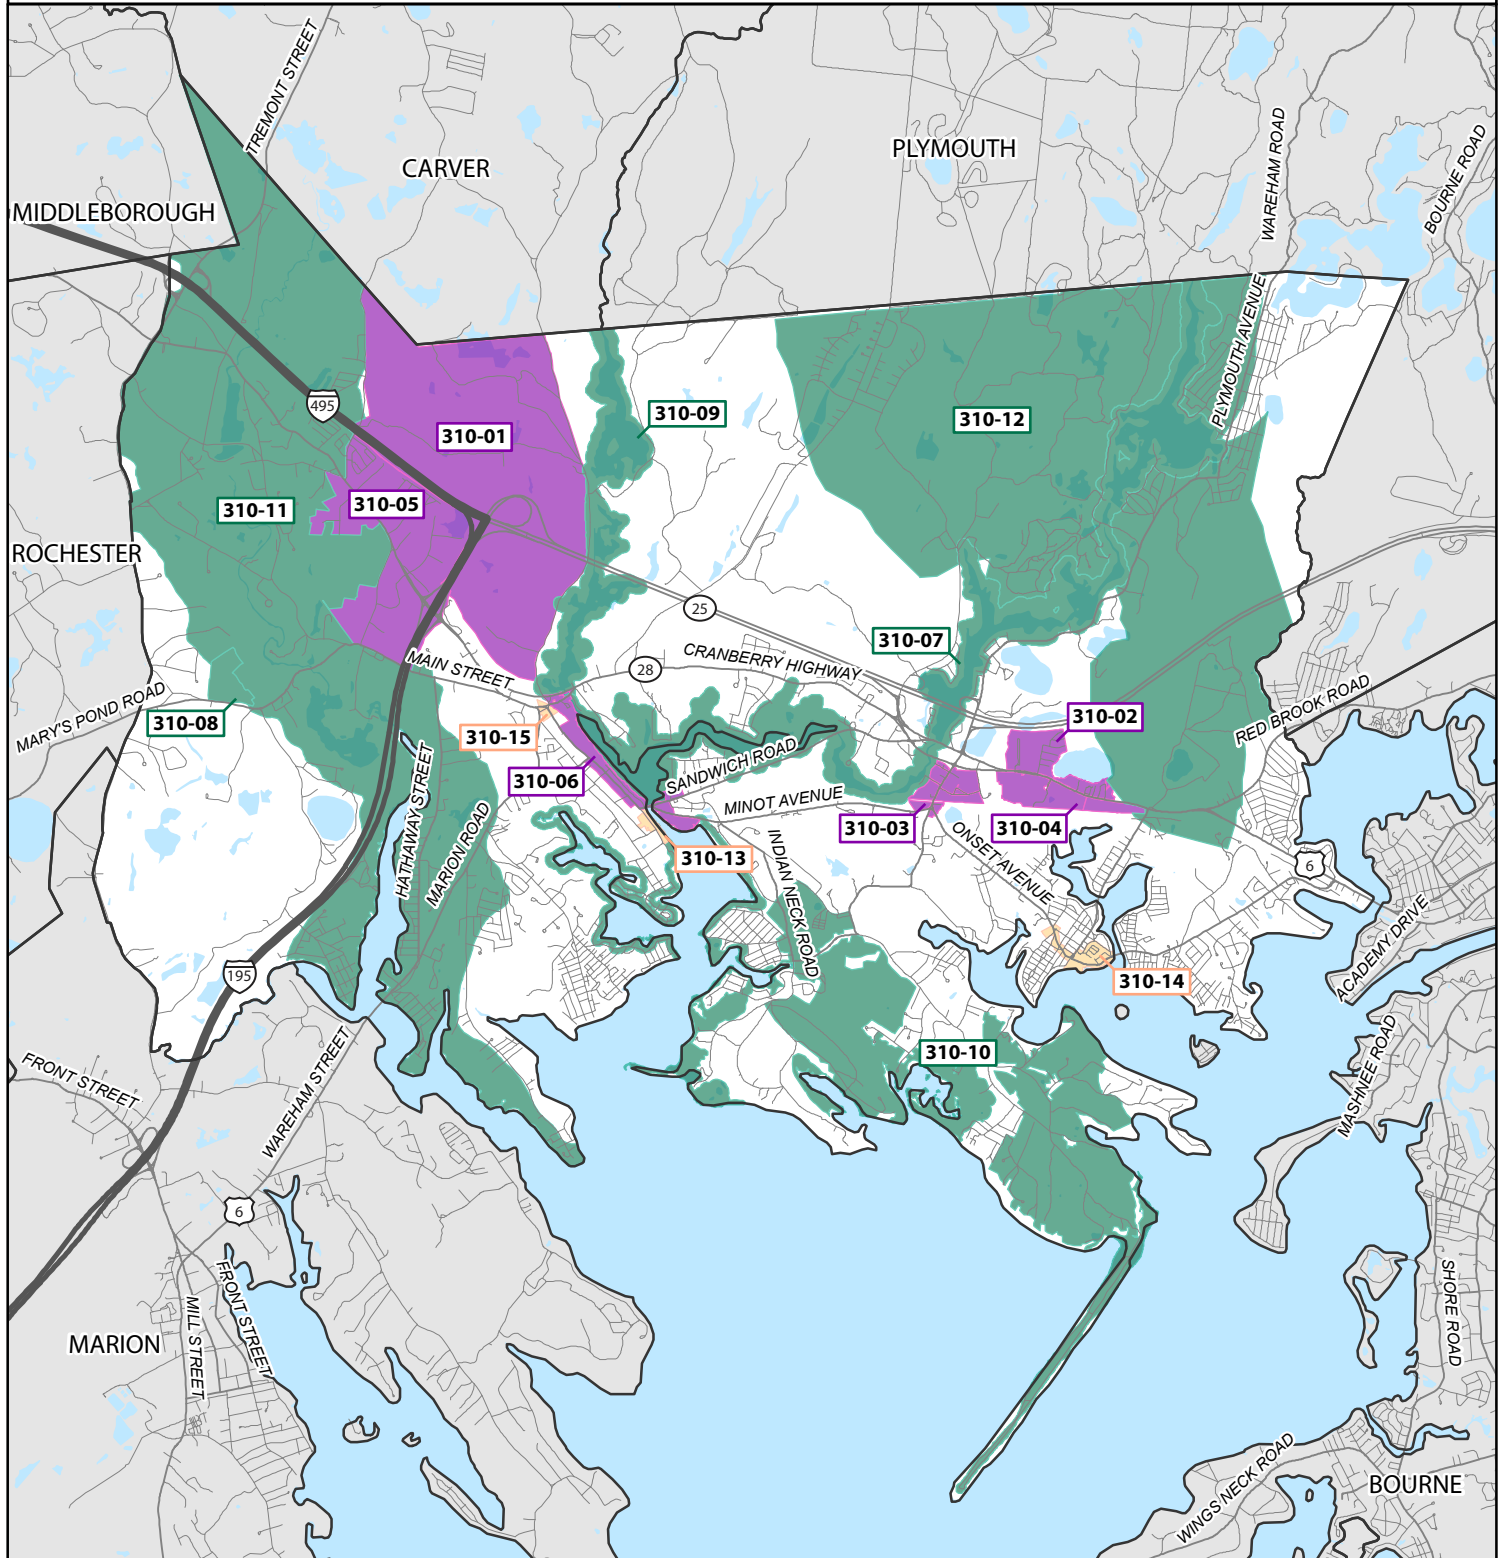 TREMONT STREET
CARVER
PLYMOUTH
WAREHAM ROAD
BOURNE ROAD
MIDDLEBOROUGH
PLYMOUTH AVENUE
495
310-01
310-09
310-12
310-05
310-11
ROCHESTER
25
310-07
CRANBERRY HIGHWAY
28
MAIN STREET
MARY'S POND ROAD
310-08
310-15
310-02
RED BROOK ROAD
310-06
SANDWICH ROAD
MINOT AVENUE
310-03
310-04
HATHAWAY STREET
MARION ROAD
310-13
INDIAN NECK ROAD
ONSET AVENUE
6
ACADEMY DRIVE
195
310-14
310-10
FRONT STREET
WAREHAM STREET
MASHNEE ROAD
6
FRONT STREET
MILL STREET
SHORE ROAD
MARION
WINGS NECK ROAD
BOURNE